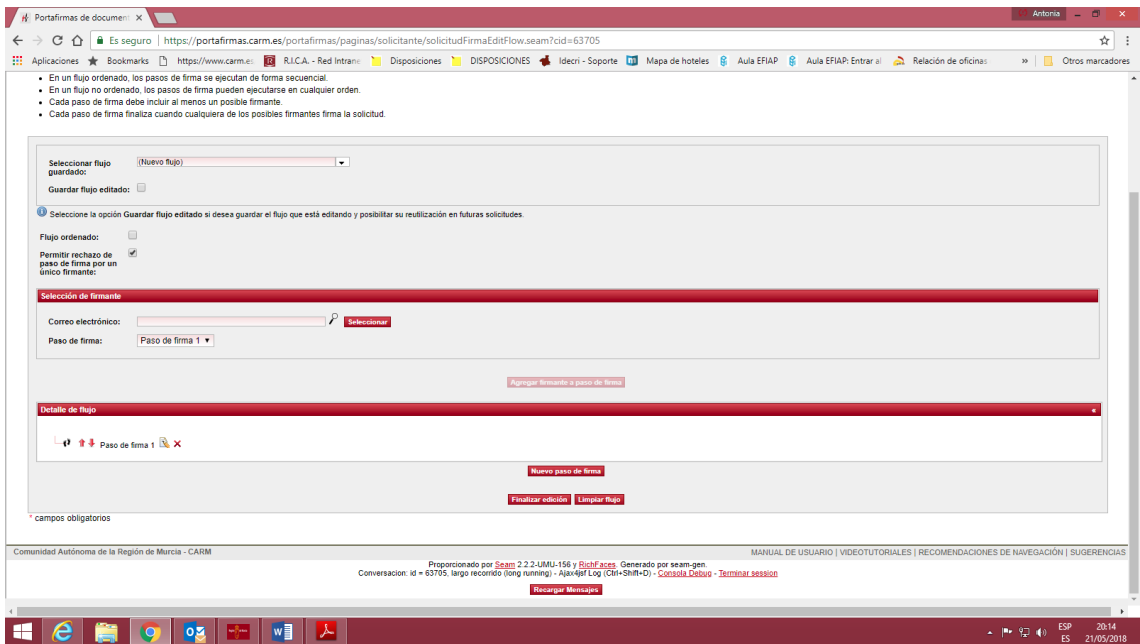 Portafirmas de document
Antonia
Es seguro | https://portafirmas.carm.es/portafirmas/paginas/solicitante/solicitudFirmaEditFlow.seam?cid=63705
Aplicaciones Bookmarks https://www.carm.es R.I.C.A. - Red Intrane Disposiciones DISPOSICIONES Idecri - Soporte Mapa de hoteles Aula EFIAP Aula EFIAP: Entrar al Relación de oficinas » Otros marcadores
• En un flujo ordenado, los pasos de firma se ejecutan de forma secuencial.
• En un flujo no ordenado, los pasos de firma pueden ejecutarse en cualquier orden.
• Cada paso de firma debe incluir al menos un posible firmante.
• Cada paso de firma finaliza cuando cualquiera de los posibles firmantes firma la solicitud.
Seleccionar flujo guardado: (Nuevo flujo)
Guardar flujo editado:
Seleccione la opción Guardar flujo editado si desea guardar el flujo que está editando y posibilitar su reutilización en futuras solicitudes.
Flujo ordenado:
Permitir rechazo de
paso de firma por un
único firmante:
Selección de firmante
Correo electrónico: Seleccionar
Paso de firma: Paso de firma 1
Agregar firmante a paso de firma
Detalle de flujo «
Paso de firma 1
Nuevo paso de firma
Finalizar edición Limpiar flujo
* campos obligatorios
Comunidad Autónoma de la Región de Murcia - CARM MANUAL DE USUARIO | VIDEOTUTORIALES | RECOMENDACIONES DE NAVEGACIÓN | SUGERENCIAS
Proporcionado por Seam 2.2.2-UMU-156 y RichFaces. Generado por seam-gen.
Conversacion: id = 63705, largo recorrido (long running) - Ajax4jsf Log (Ctrl+Shift+D) - Consola Debug - Terminar session
Recargar Mensajes
ESP 20:14
ES 21/05/2018